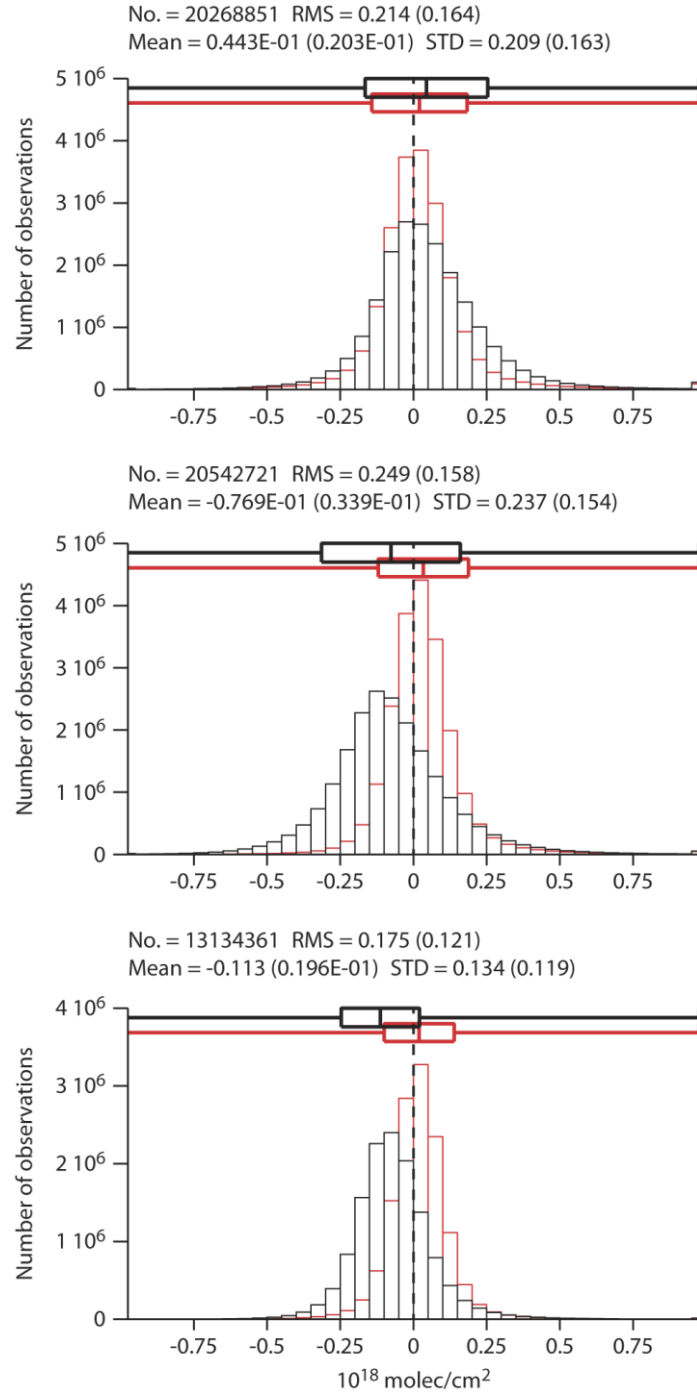 No. = 20268851 RMS = 0.214 (0.164)
Mean = 0.443E-01 (0.203E-01) STD = 0.209 (0.163)
5 10⁶
4 10⁶
3 10⁶
2 10⁶
1 10⁶
0
Number of observations
-0.75 -0.5 -0.25 0 0.25 0.5 0.75
No. = 20542721 RMS = 0.249 (0.158)
Mean = -0.769E-01 (0.339E-01) STD = 0.237 (0.154)
5 10⁶
4 10⁶
3 10⁶
2 10⁶
1 10⁶
0
Number of observations
-0.75 -0.5 -0.25 0 0.25 0.5 0.75
No. = 13134361 RMS = 0.175 (0.121)
Mean = -0.113 (0.196E-01) STD = 0.134 (0.119)
4 10⁶
3 10⁶
2 10⁶
1 10⁶
0
Number of observations
-0.75 -0.5 -0.25 0 0.25 0.5 0.75
10¹⁸ molec/cm²